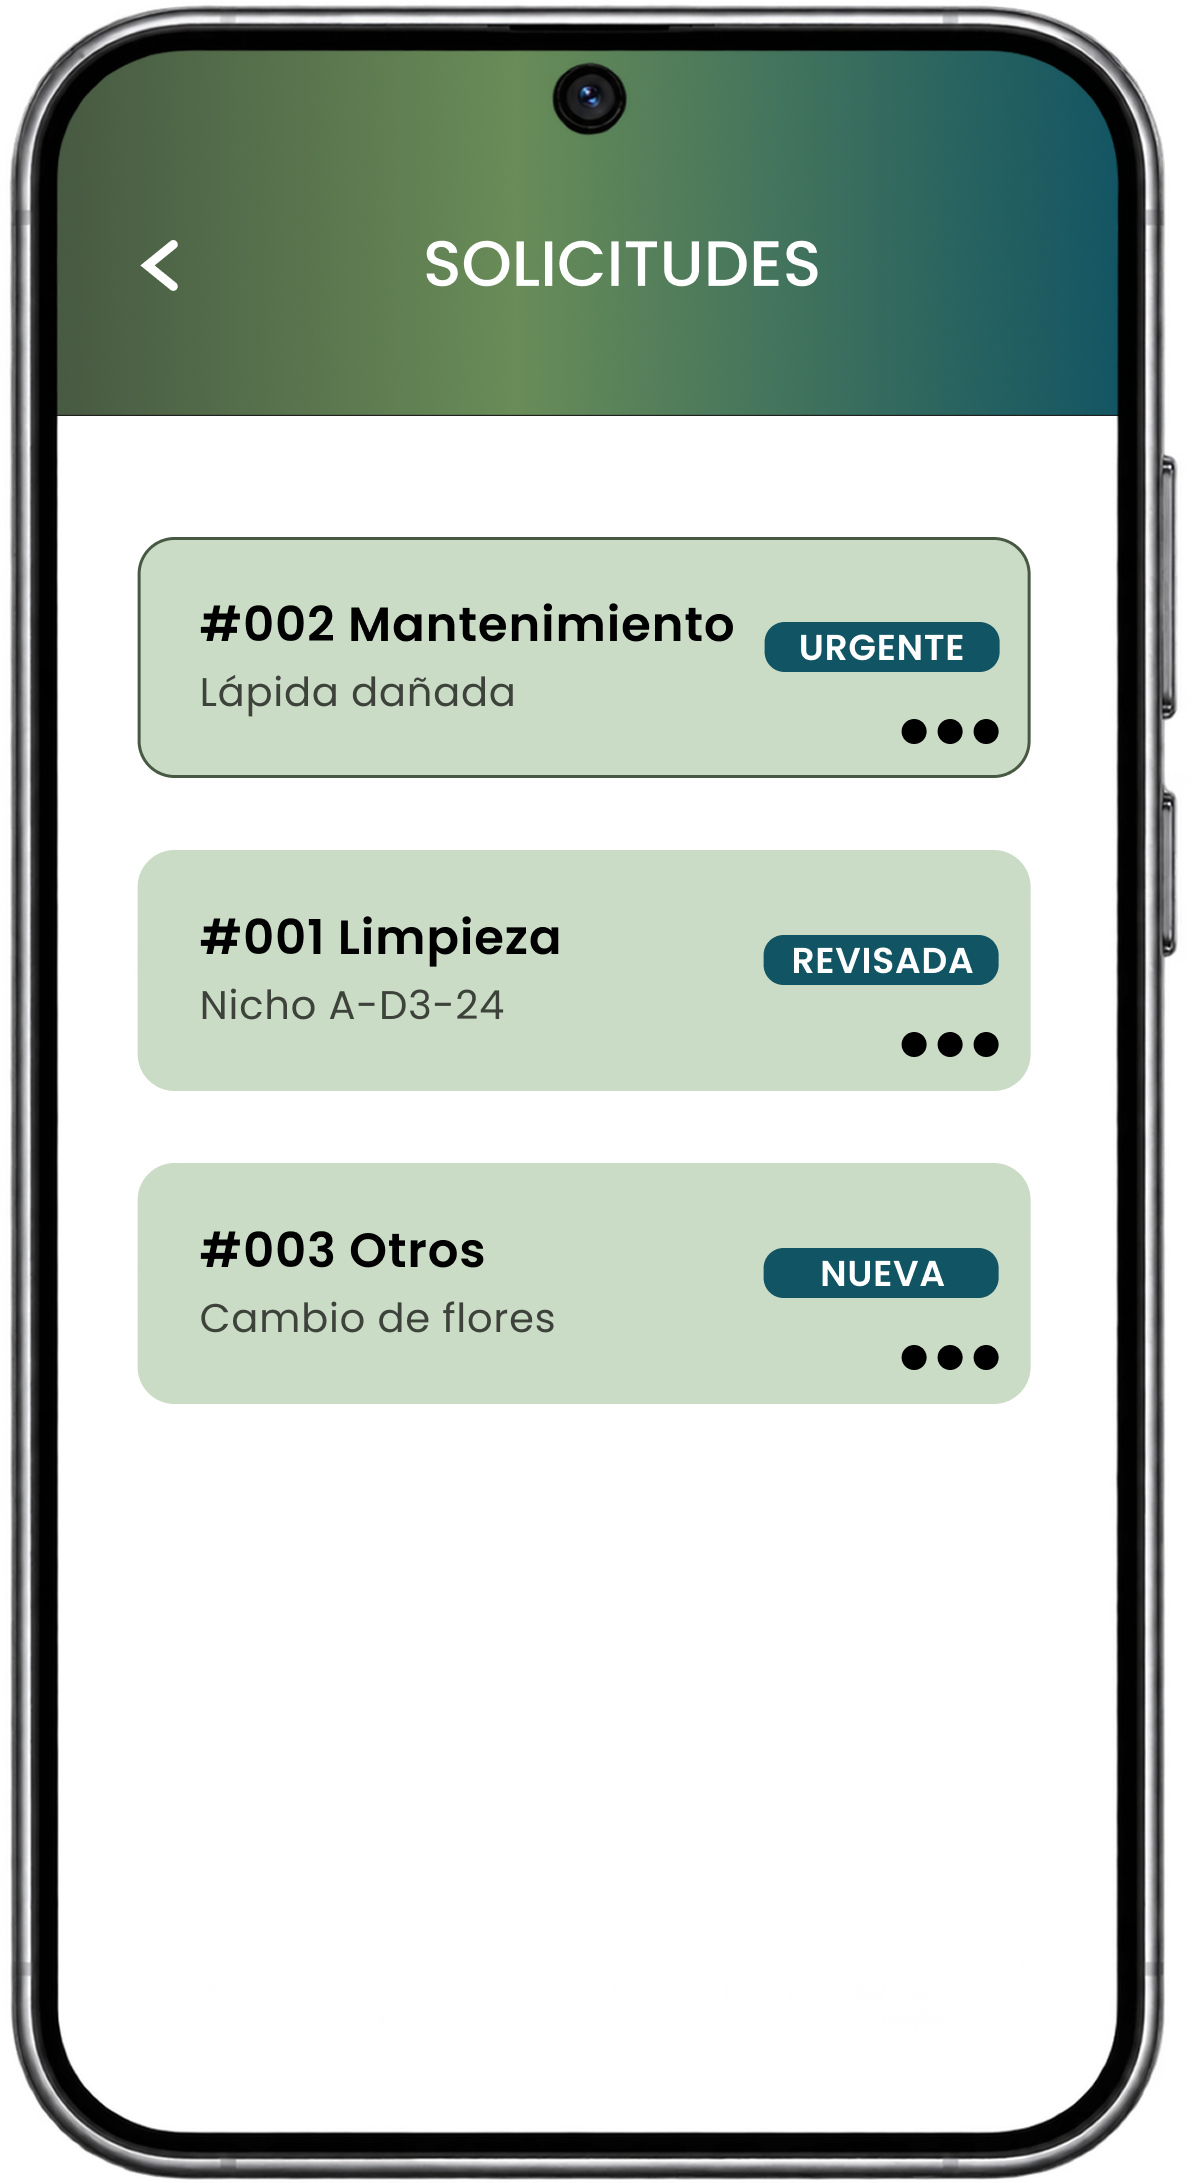 SOLICITUDES
#002 Mantenimiento
URGENTE
Lápida dañada
#001 Limpieza
REVISADA
Nicho A-D3-24
#003 Otros
NUEVA
Cambio de flores